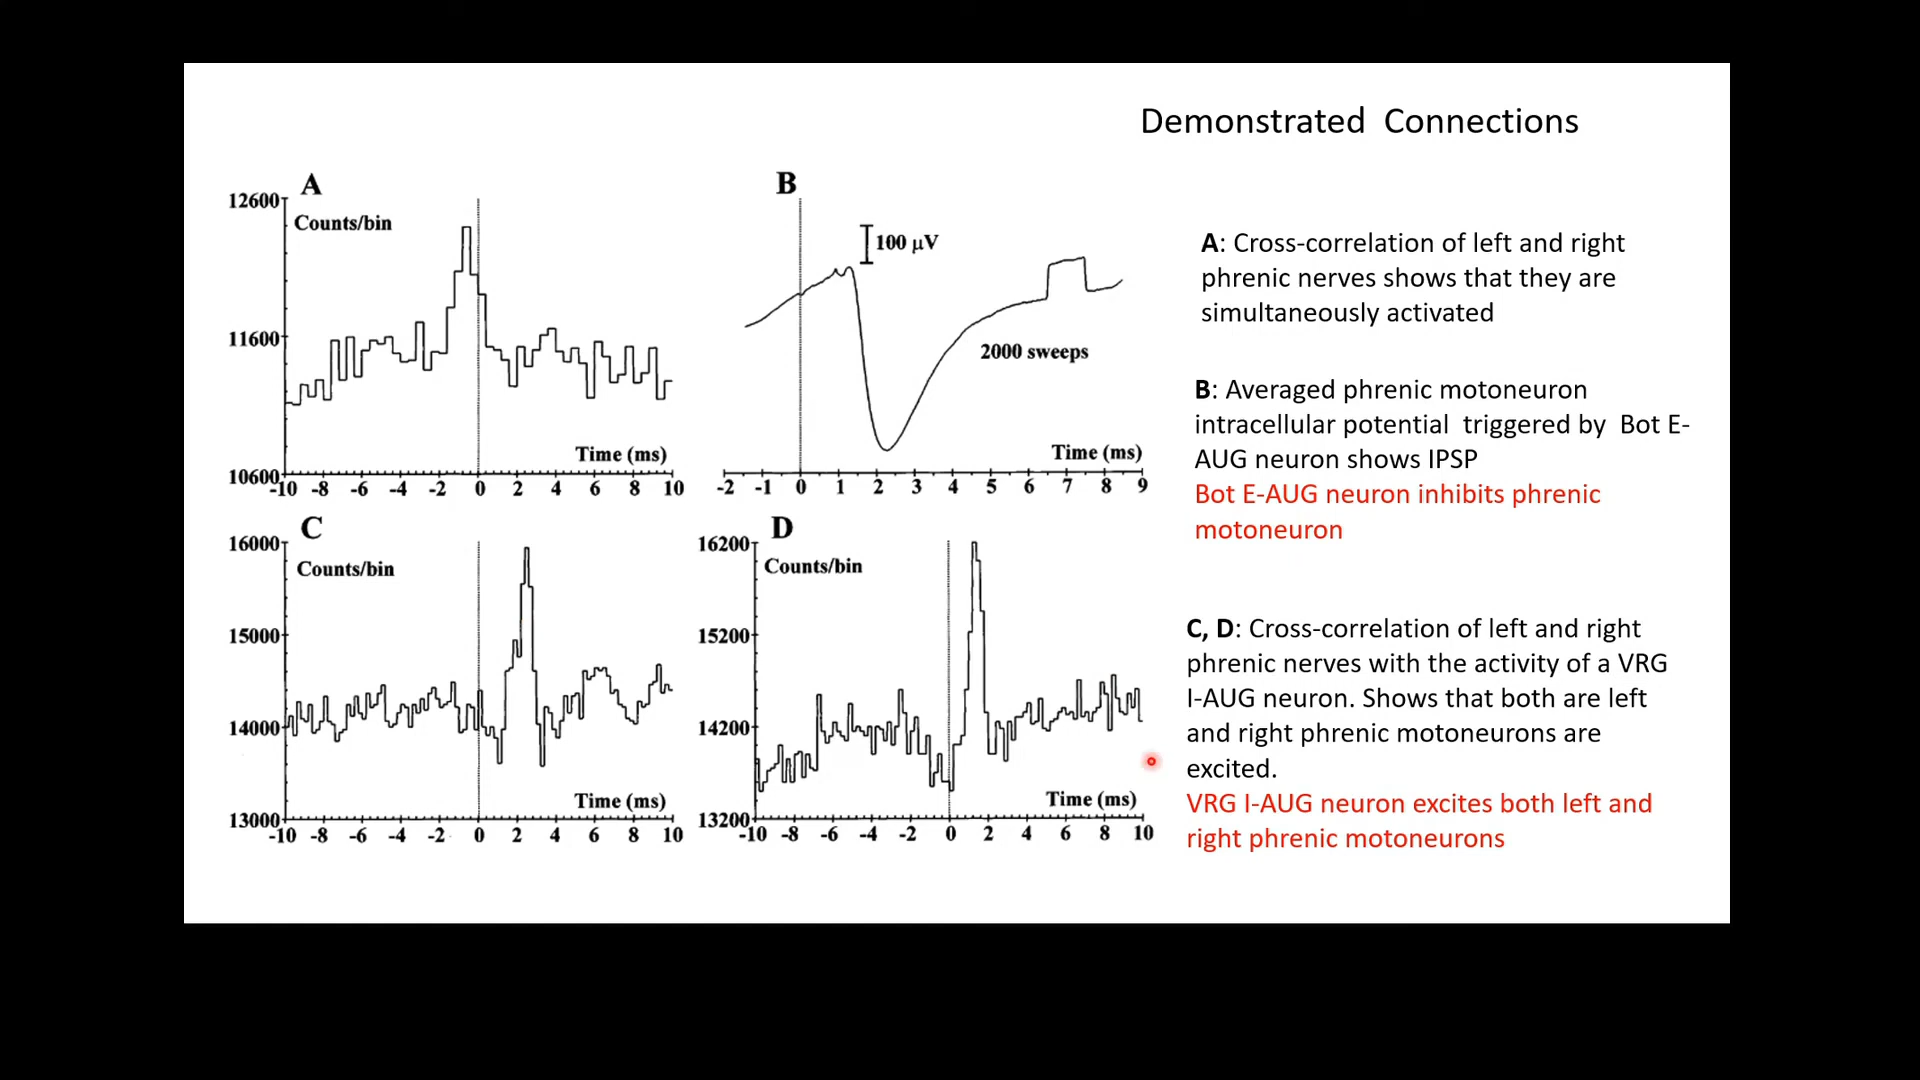 Demonstrated  Connections
A
12600
Counts/bin
11600
Time (ms)
10600
-10 -8 -6 -4 -2 0 2 4 6 8 10
B
100 μV
2000 sweeps
Time (ms)
-2 -1 0 1 2 3 4 5 6 7 8 9
C
16000
Counts/bin
15000
14000
Time (ms)
13000
-10 -8 -6 -4 -2 0 2 4 6 8 10
D
16200
Counts/bin
15200
14200
Time (ms)
13200
-10 -8 -6 -4 -2 0 2 4 6 8 10
A: Cross-correlation of left and right
phrenic nerves shows that they are
simultaneously activated
B: Averaged phrenic motoneuron
intracellular potential  triggered by  Bot E-
AUG neuron shows IPSP
Bot E-AUG neuron inhibits phrenic
motoneuron
C, D: Cross-correlation of left and right
phrenic nerves with the activity of a VRG
I-AUG neuron. Shows that both are left
and right phrenic motoneurons are
excited.
VRG I-AUG neuron excites both left and
right phrenic motoneurons